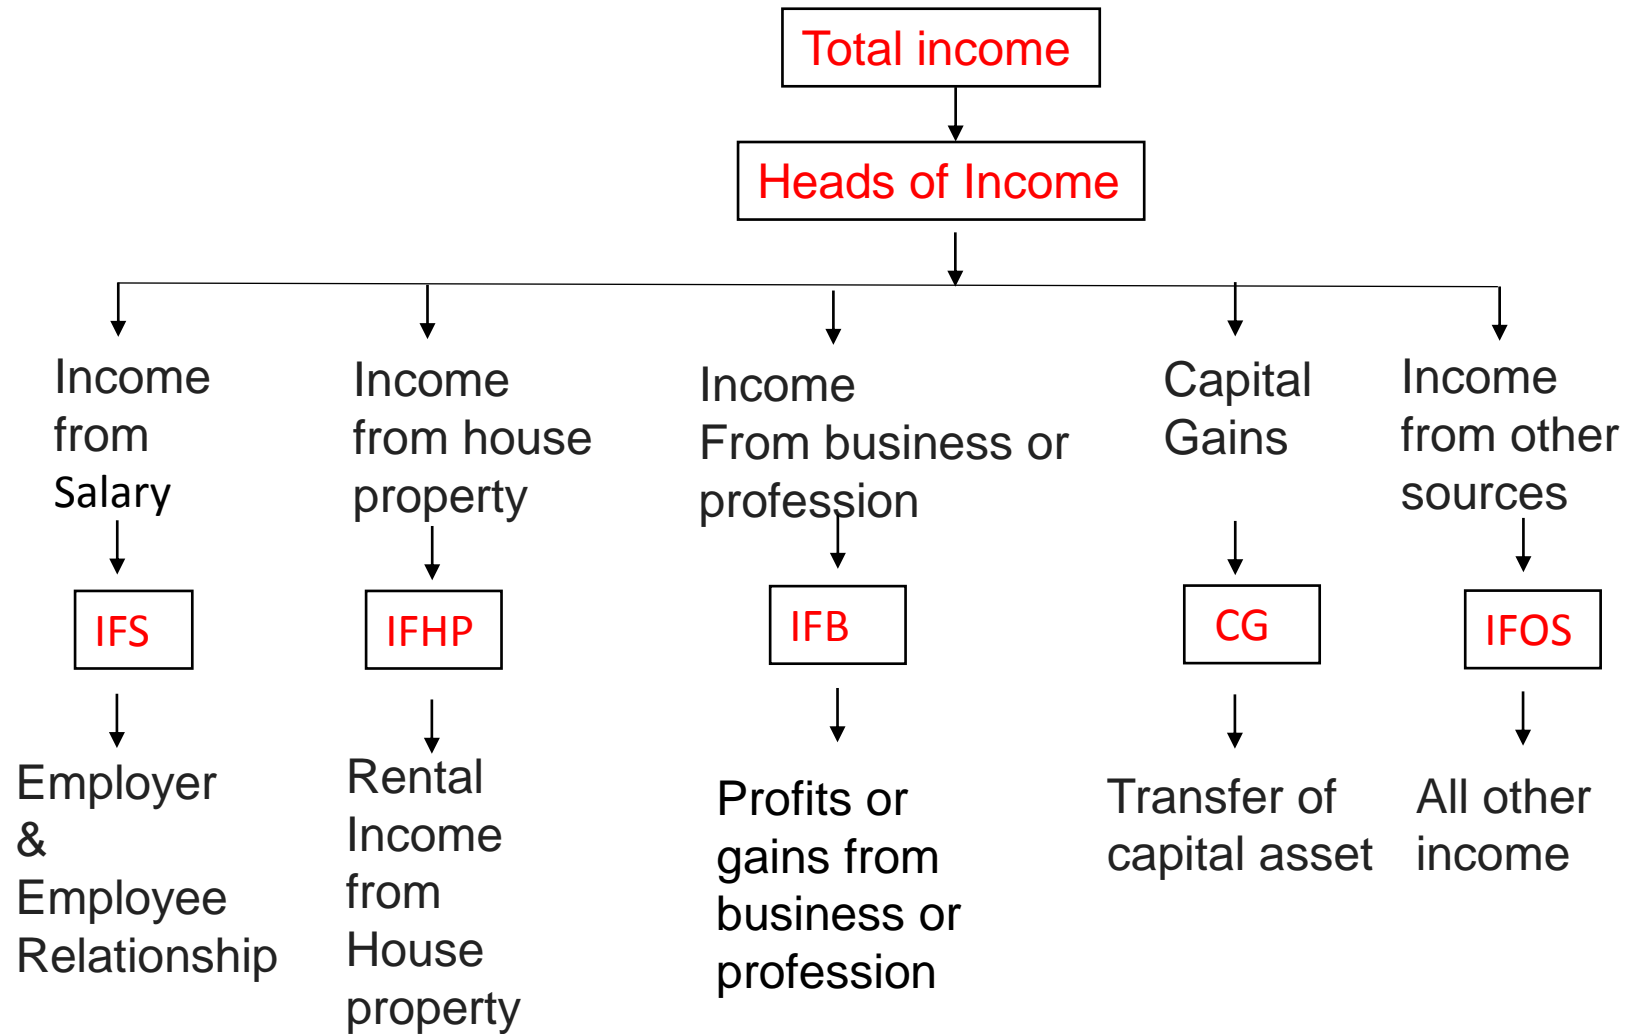 Total income
Heads of Income
Income
from
Salary
Income
from house
property
Income
From business or
profession
Capital
Gains
Income
from other
sources
IFS
IFHP
IFB
CG
IFOS
Employer
&
Employee
Relationship
Rental
Income
from
House
property
Profits or
gains from
business or
profession
Transfer of
capital asset
All other
income